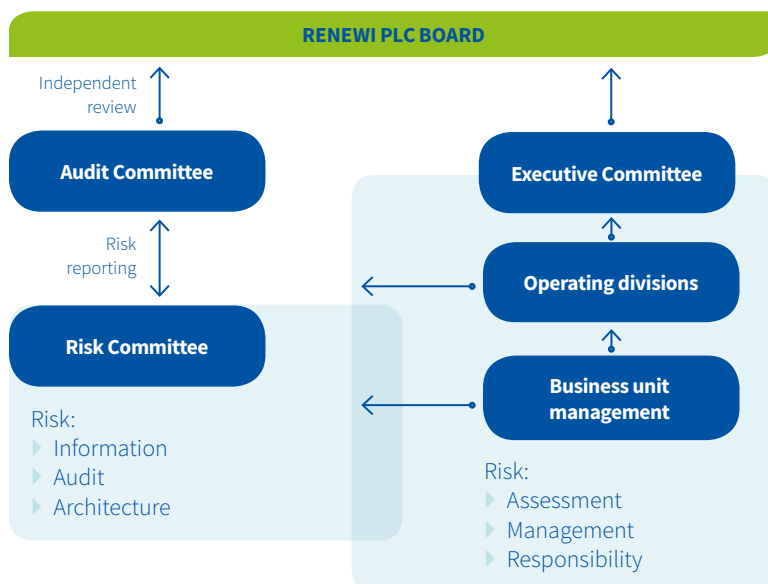 RENEWI PLC BOARD
Independent
review
Audit Committee
Executive Committee
Risk
reporting
Operating divisions
Risk Committee
Business unit
management
Risk:
Information
Audit
Architecture
Risk:
Assessment
Management
Responsibility